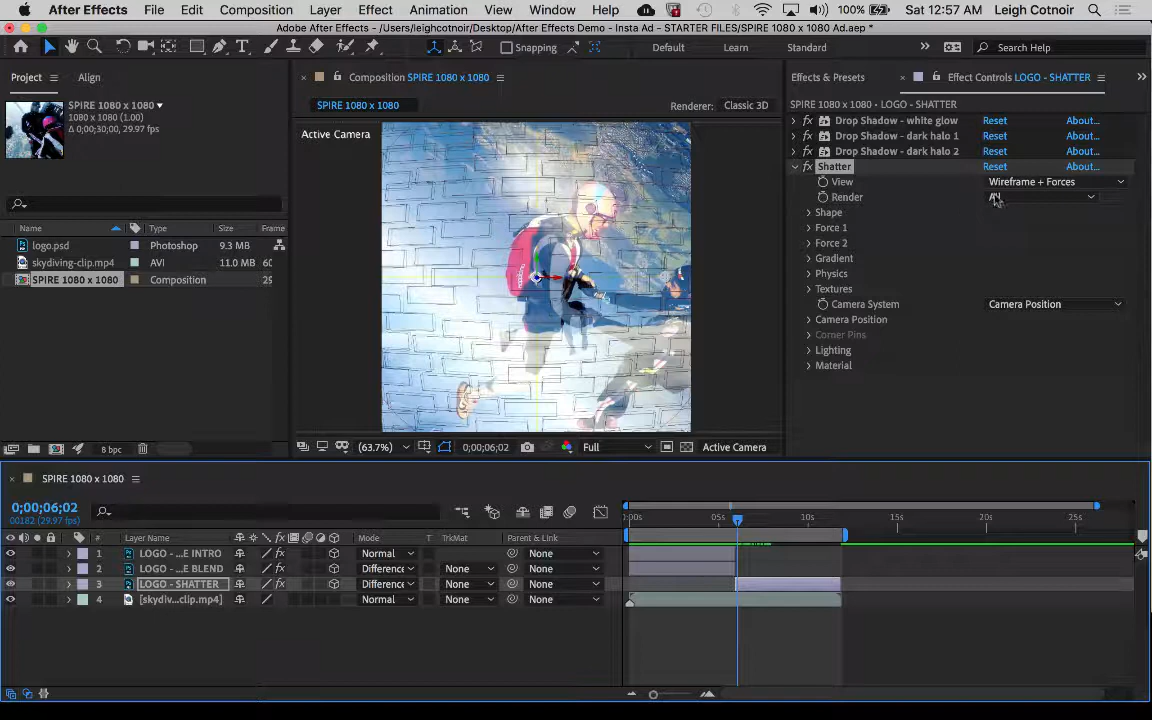 After Effects File Edit Composition Layer Effect Animation View Window Help 100% Sat 12:57 AM Leigh Cotnoir
Adobe After Effects - /Users/leighcotnoir/Desktop/After Effects Demo - Insta Ad - STARTER FILES/SPIRE 1080 x 1080 Ad.aep *
Snapping Default Learn Standard Search Help
Project Align Composition SPIRE 1080 x 1080 Effects & Presets Effect Controls LOGO - SHATTER
SPIRE 1080 x 1080 SPIRE 1080 x 1080 Renderer: Classic 3D SPIRE 1080 x 1080 • LOGO - SHATTER
1080 x 1080 (1.00)
Δ 0;00;30;00, 29.97 fps
Active Camera
Drop Shadow - white glow Reset About...
Drop Shadow - dark halo 1 Reset About...
Drop Shadow - dark halo 2 Reset About...
Shatter Reset About...
View Wireframe + Forces
Render All
Shape
Force 1
Force 2
Gradient
Physics
Textures
Camera System Camera Position
Camera Position
Corner Pins
Lighting
Material
Name Type Size Frame
logo.psd Photoshop 9.3 MB
skydiving-clip.mp4 AVI 11.0 MB 60
SPIRE 1080 x 1080 Composition 29
8 bpc (63.7%) 0;00;06;02 Full Active Camera
SPIRE 1080 x 1080
0;00;06;02
00182 (29.97 fps)
:00s 05s 10s 15s 20s 25s
# Layer Name Mode T TrkMat Parent & Link
1 LOGO - ...E INTRO Normal None
2 LOGO - ...E BLEND Difference None None
3 LOGO - SHATTER Difference None None
4 [skydiv...clip.mp4] Normal None None